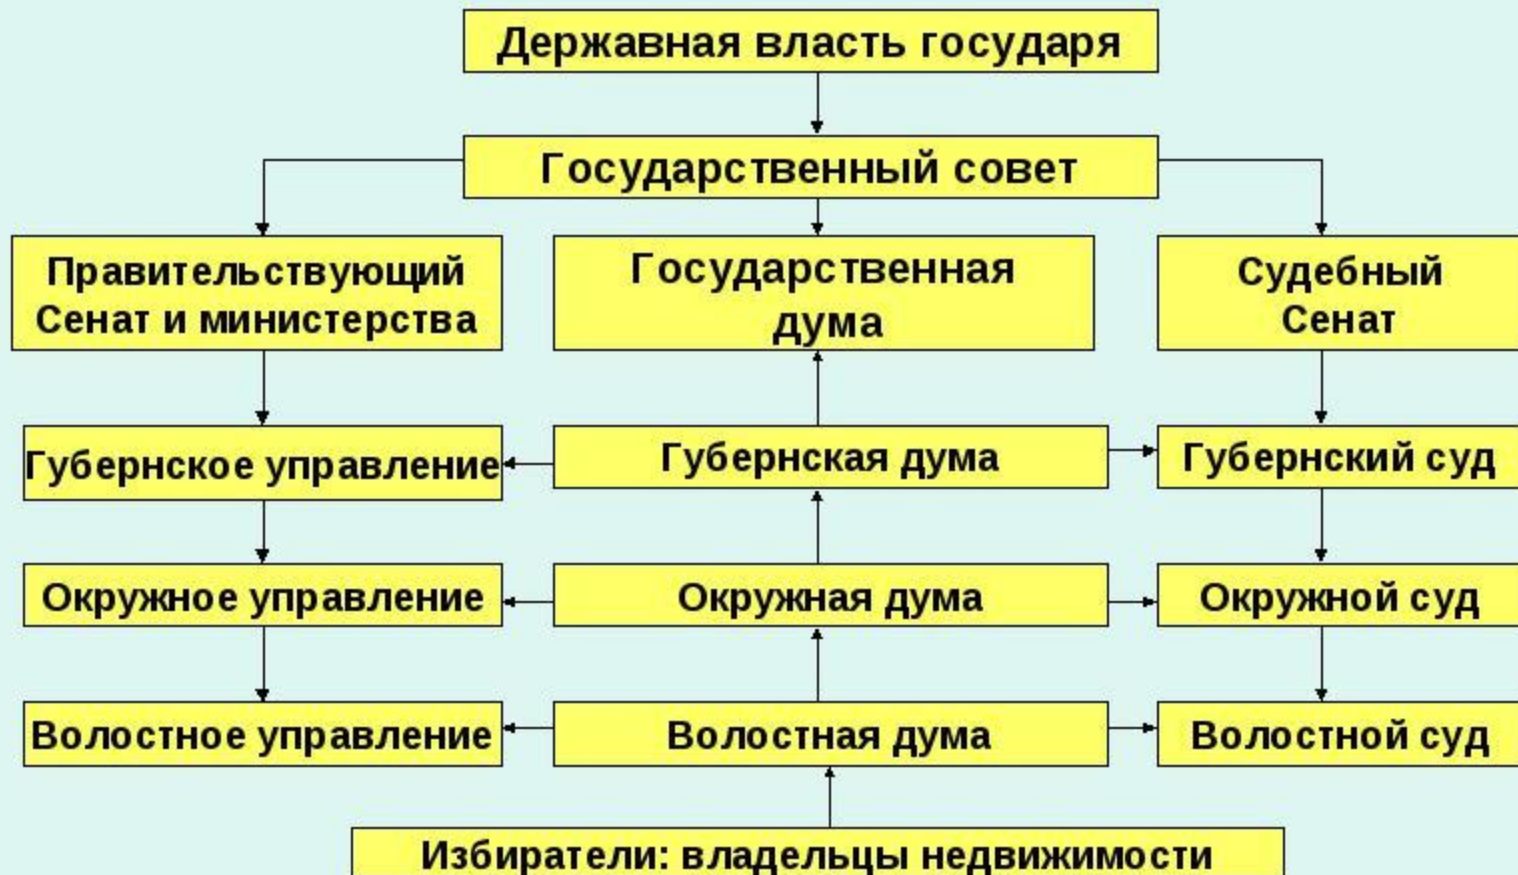 Державная власть государя
Государственный совет
Правительствующий
Сенат и министерства
Государственная
дума
Судебный
Сенат
Губернское управление
Губернская дума
Губернский суд
Окружное управление
Окружная дума
Окружной суд
Волостное управление
Волостная дума
Волостной суд
Избиратели: владельцы недвижимости